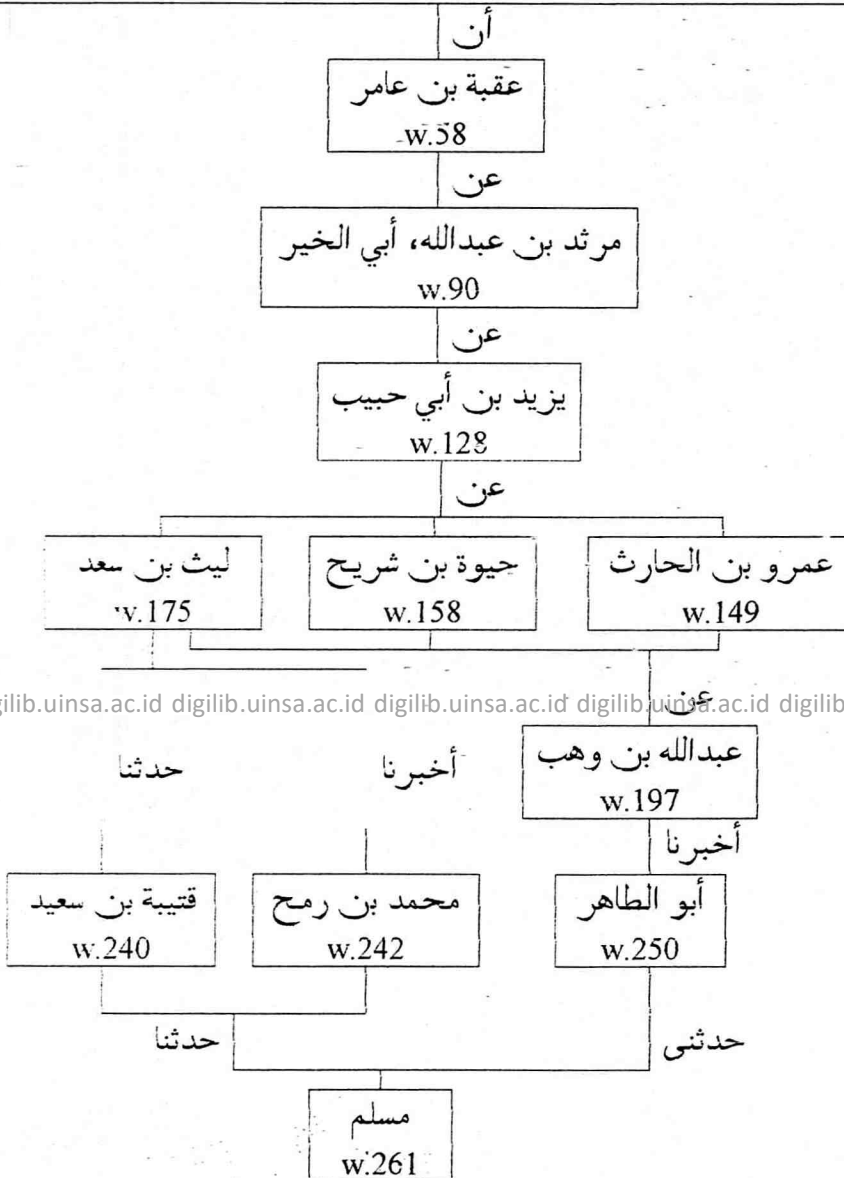 أن
عقبة بن عامر
w.58
عن
مرثد بن عبدالله، أبي الخير
w.90
عن
يزيد بن أبي حبيب
w.128
عن
عمرو بن الحارث
w.149
حيوة بن شريح
w.158
ليث بن سعد
w.175
digilib.uinsa.ac.id digilib.uinsa.ac.id digilib.uinsa.ac.id digilib.uinsa.ac.id digilib
عن
عبدالله بن وهب
w.197
أخبرنا
حدثنا
أخبرنا
أبو الطاهر
w.250
محمد بن رمح
w.242
قتيبة بن سعيد
w.240
حدثنى
حدثنا
مسلم
w.261